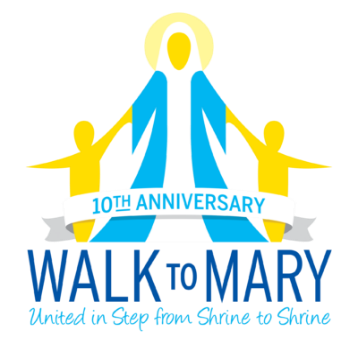 10TH ANNIVERSARY
WALK TO MARY
United in Step from Shrine to Shrine